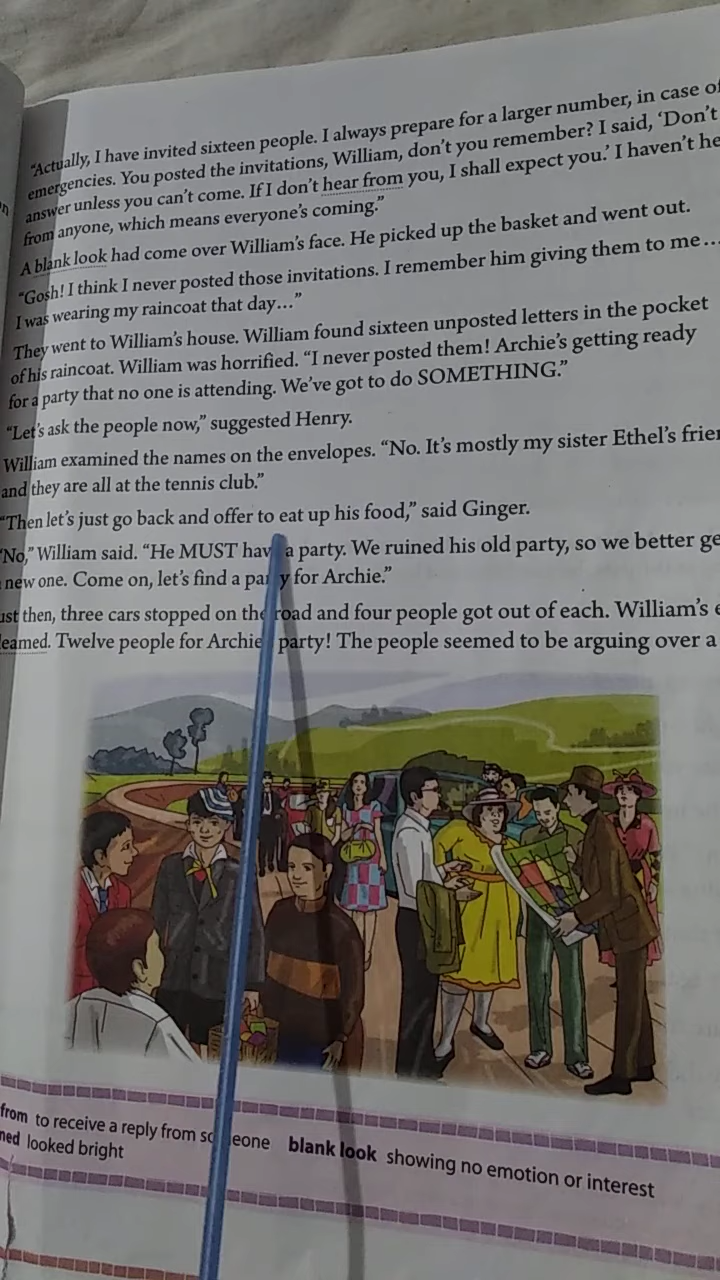 "Actually, I have invited sixteen people. I always prepare for a larger number, in case of
emergencies. You posted the invitations, William, don't you remember? I said, 'Don't
answer unless you can't come. If I don't hear from you, I shall expect you.' I haven't he
from anyone, which means everyone's coming."
A blank look had come over William's face. He picked up the basket and went out.
"Gosh! I think I never posted those invitations. I remember him giving them to me...
I was wearing my raincoat that day..."
They went to William's house. William found sixteen unposted letters in the pocket
of his raincoat. William was horrified. "I never posted them! Archie's getting ready
for a party that no one is attending. We've got to do SOMETHING."
"Let's ask the people now," suggested Henry.
William examined the names on the envelopes. "No. It's mostly my sister Ethel's frie
and they are all at the tennis club."
"Then let's just go back and offer to eat up his food," said Ginger.
"No," William said. "He MUST hav a party. We ruined his old party, so we better ge
new one. Come on, let's find a pa y for Archie."
ust then, three cars stopped on the road and four people got out of each. William's e
eamed. Twelve people for Archie party! The people seemed to be arguing over a
from to receive a reply from so eone blank look showing no emotion or interest
ned looked bright